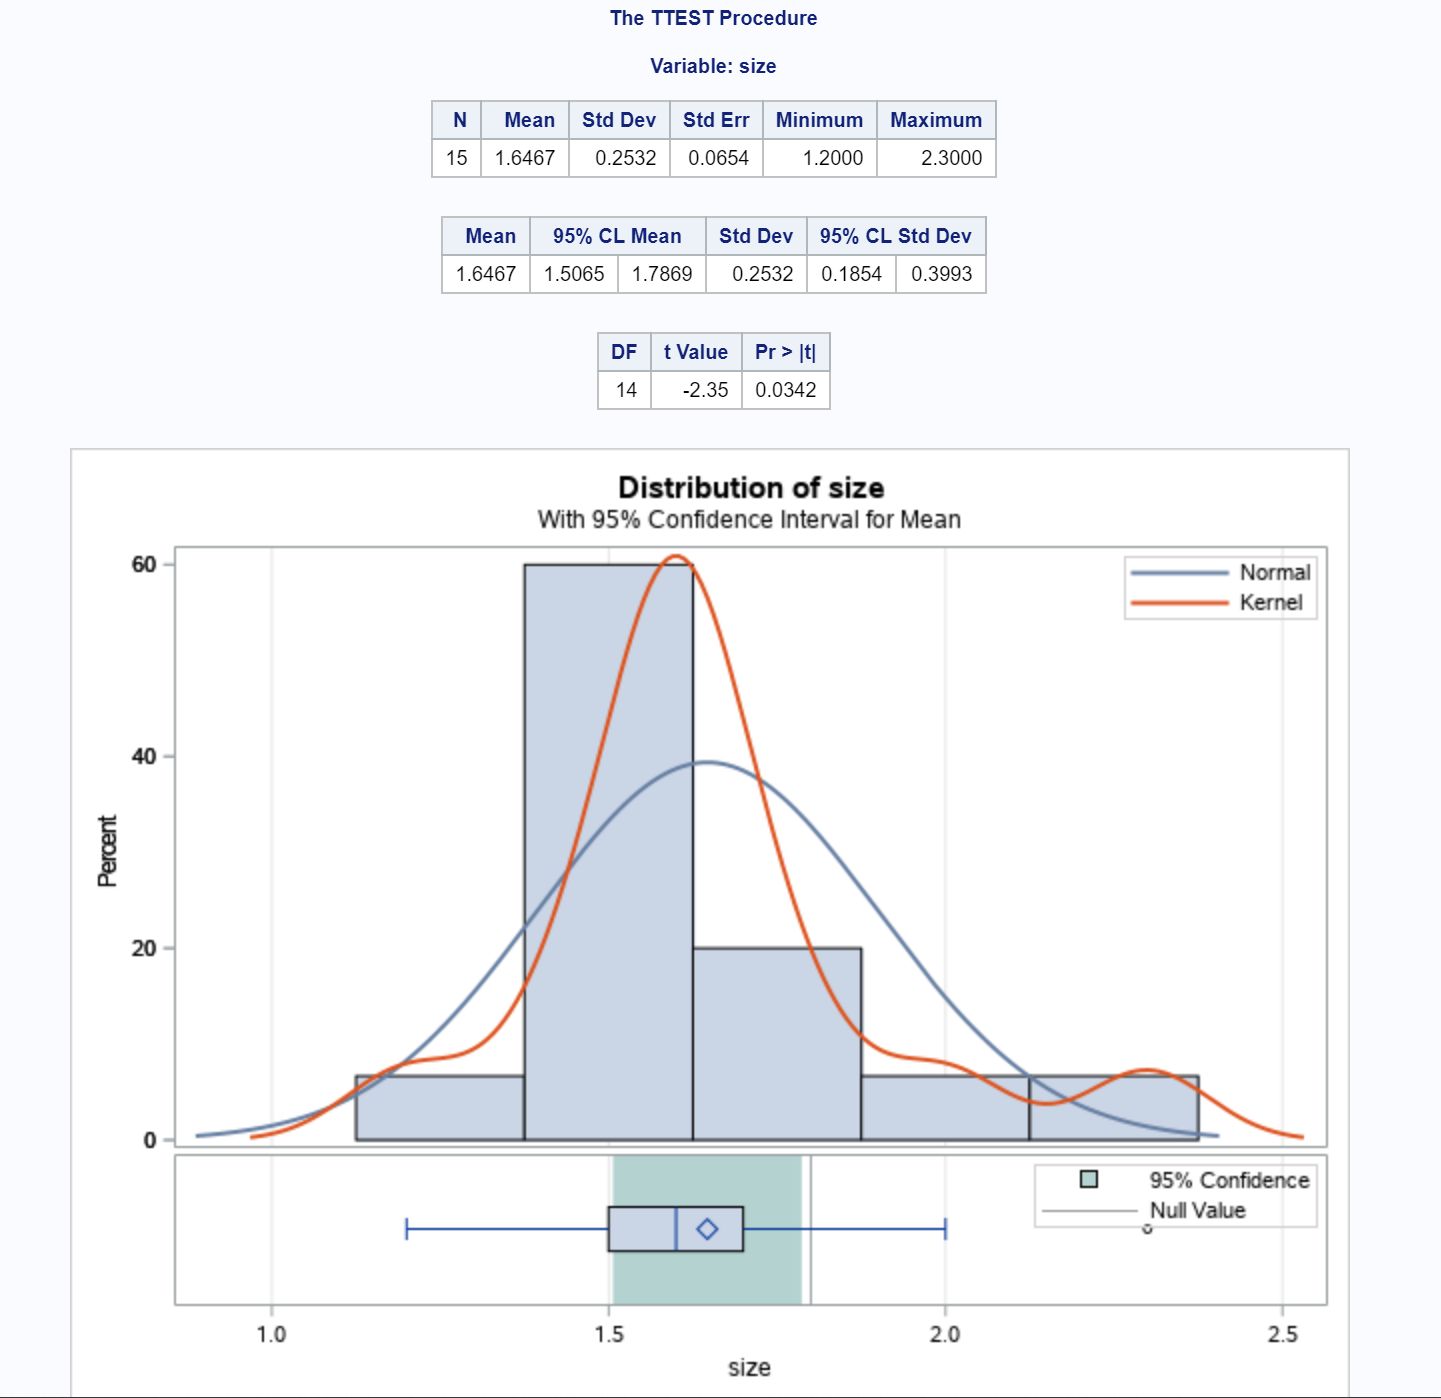 The TTEST Procedure
Variable: size
N Mean Std Dev Std Err Minimum Maximum
15 1.6467 0.2532 0.0654 1.2000 2.3000
Mean 95% CL Mean Std Dev 95% CL Std Dev
1.6467 1.5065 1.7869 0.2532 0.1854 0.3993
DF t Value Pr > |t|
14 -2.35 0.0342
Distribution of size
With 95% Confidence Interval for Mean
Normal
Kernel
60
40
20
0
Percent
95% Confidence
Null Value
1.0 1.5 2.0 2.5
size